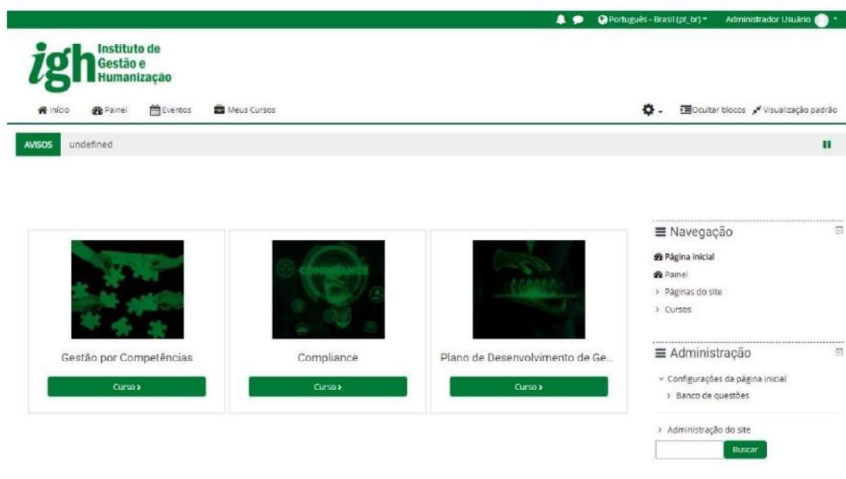 Português - Brasil (pt_br)
Administrador Usuário
igh Instituto de
Gestão e
Humanização
Início Painel Eventos Meus Cursos
Ocultar blocos Visualização padrão
AVISOS undefined
COMPLIANCE
Gestão por Competências
Curso ›
Compliance
Curso ›
Plano de Desenvolvimento de Ge...
Curso ›
Navegação
Página inicial
Painel
› Páginas do site
› Cursos
Administração
Configurações da página inicial
› Banco de questões
› Administração do site
Buscar